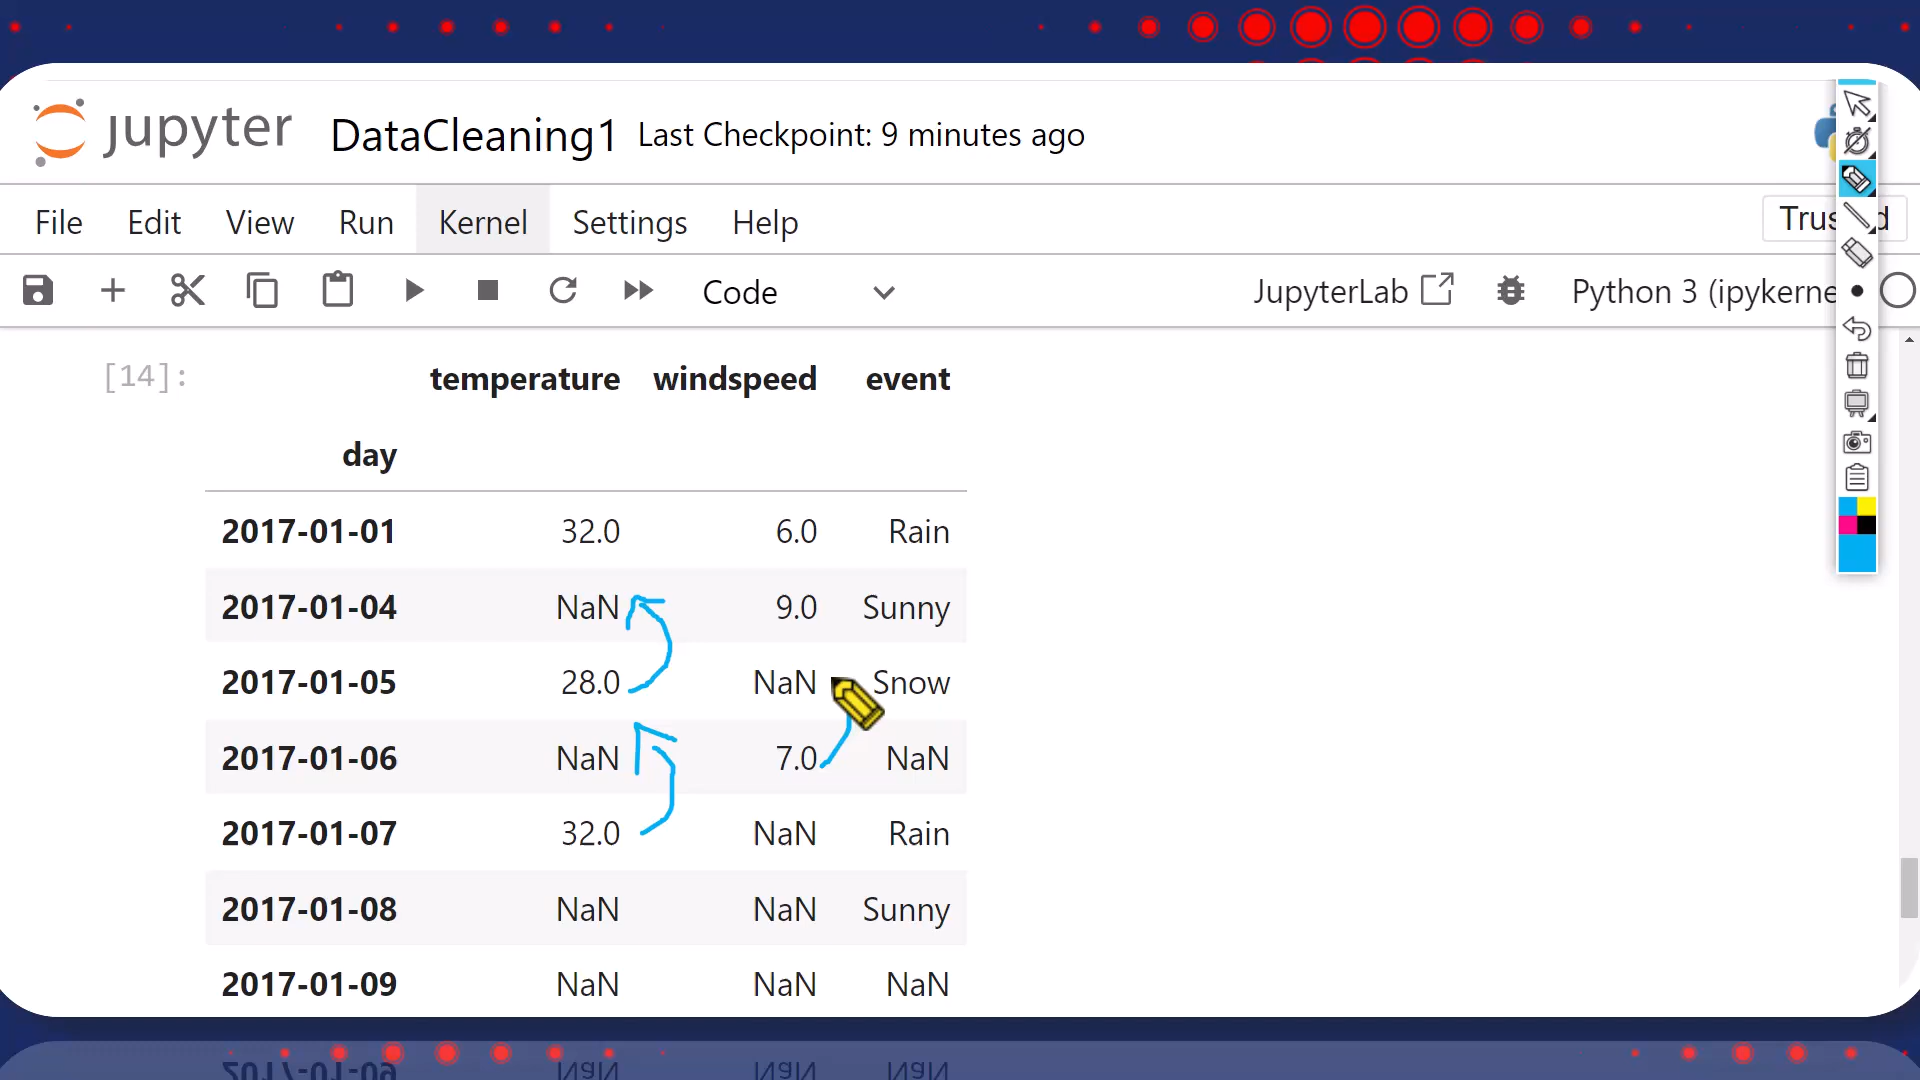 jupyter DataCleaning1 Last Checkpoint: 9 minutes ago
File Edit View Run Kernel Settings Help
Code JupyterLab Python 3 (ipykerne
[14]: temperature windspeed event
day
2017-01-01 32.0 6.0 Rain
2017-01-04 NaN 9.0 Sunny
2017-01-05 28.0 NaN Snow
2017-01-06 NaN 7.0 NaN
2017-01-07 32.0 NaN Rain
2017-01-08 NaN NaN Sunny
2017-01-09 NaN NaN NaN